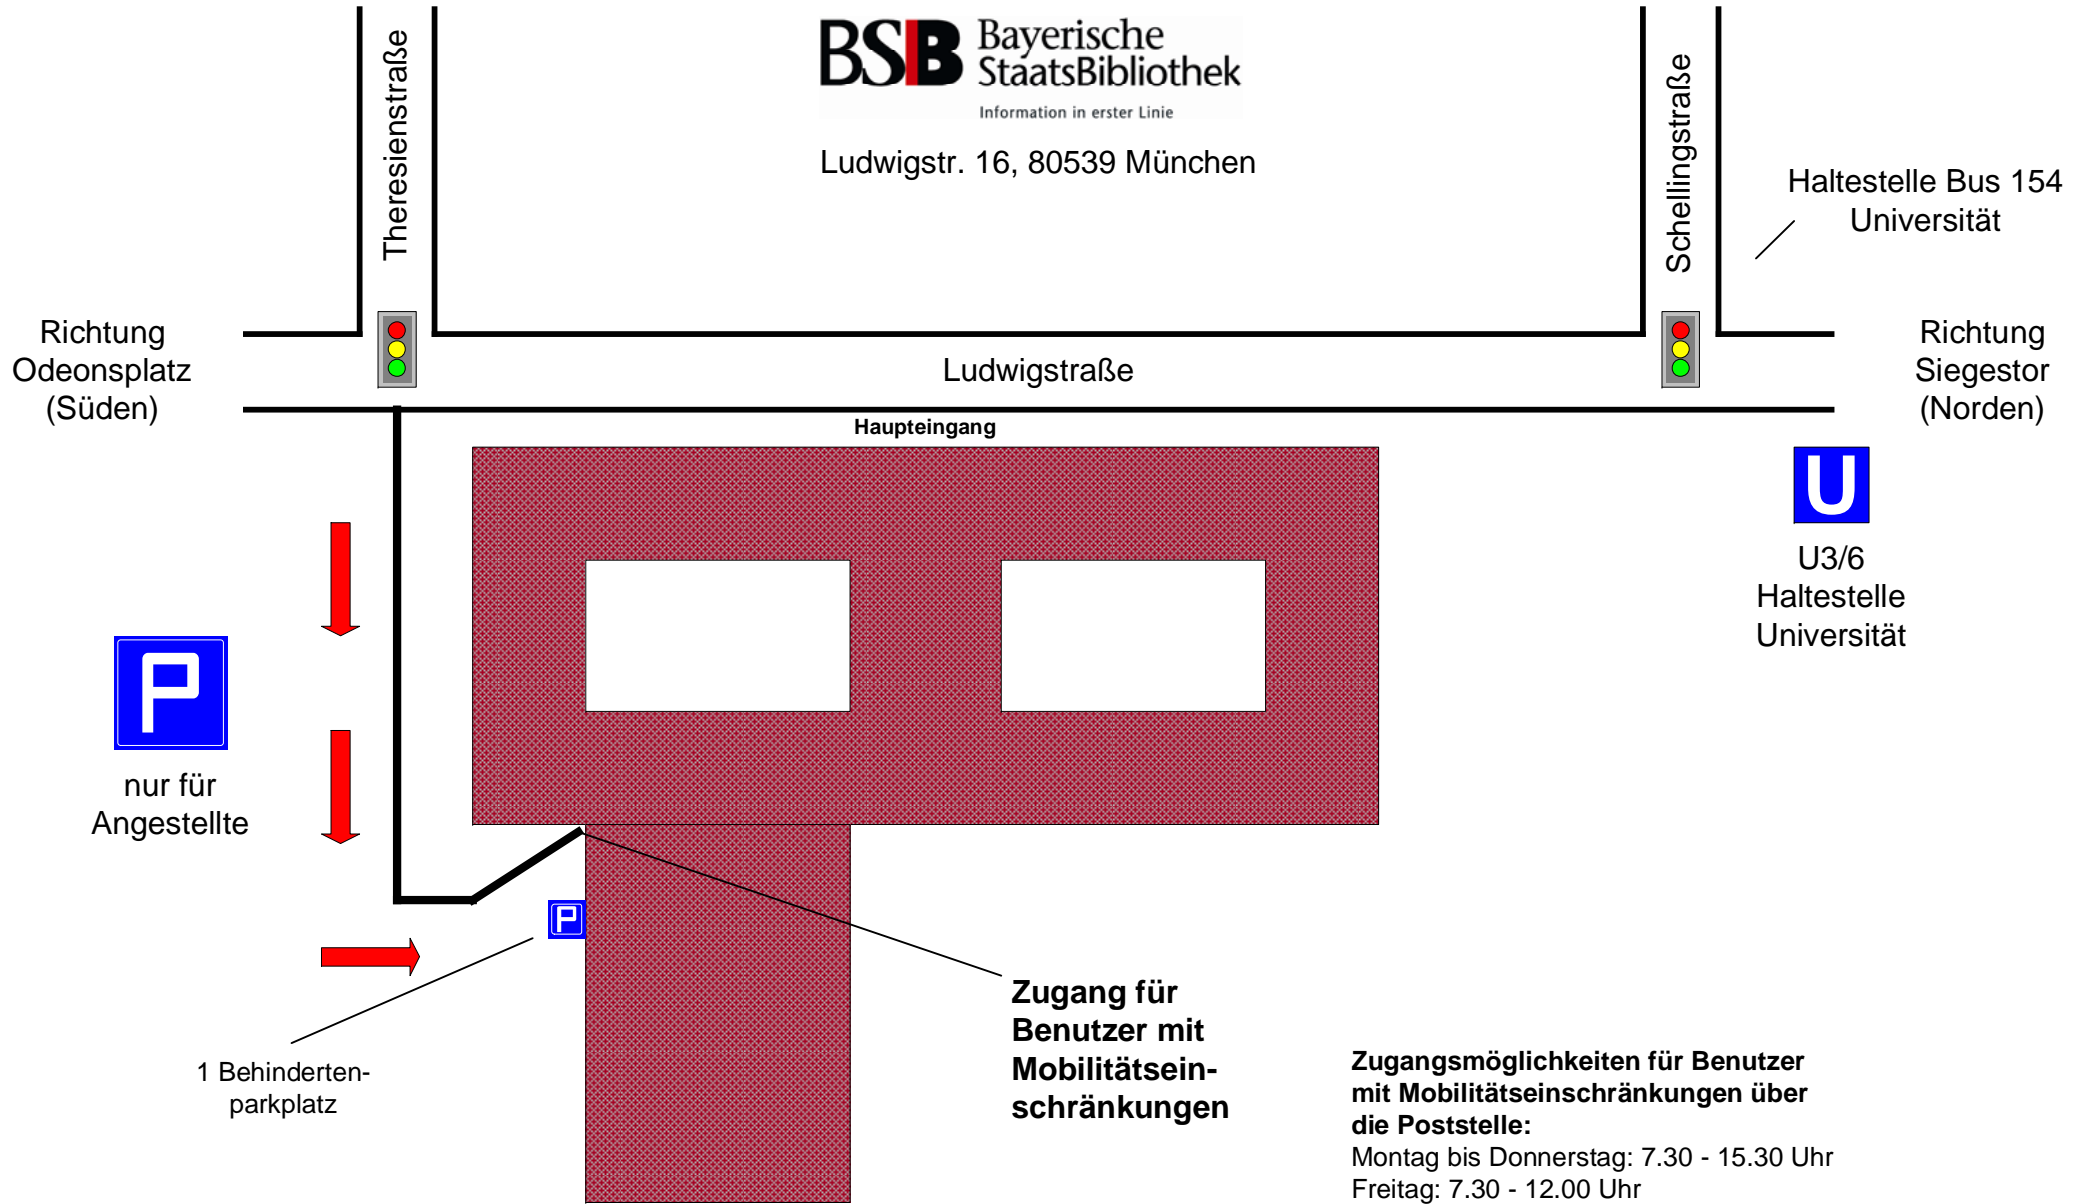 BSB Bayerische
StaatsBibliothek
Information in erster Linie
Ludwigstr. 16, 80539 München
Theresienstraße
Schellingstraße
Haltestelle Bus 154
Universität
Richtung
Odeonsplatz
(Süden)
Ludwigstraße
Richtung
Siegestor
(Norden)
Haupteingang
U
U3/6
Haltestelle
Universität
P
nur für
Angestellte
P
1 Behinderten-
parkplatz
Zugang für
Benutzer mit
Mobilitätsein-
schränkungen
Zugangsmöglichkeiten für Benutzer
mit Mobilitätseinschränkungen über
die Poststelle:
Montag bis Donnerstag: 7.30 - 15.30 Uhr
Freitag: 7.30 - 12.00 Uhr